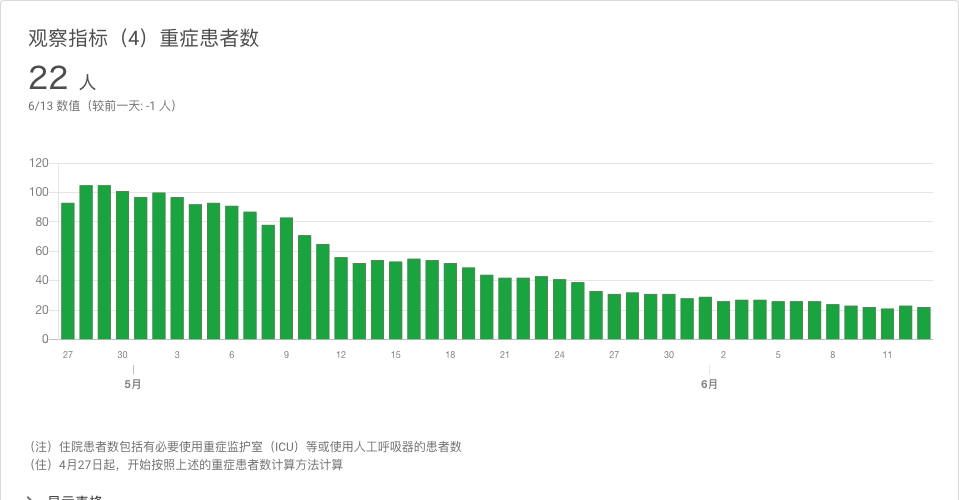 观察指标（4）重症患者数
22 人
6/13 数值（较前一天: -1 人）
120
100
80
60
40
20
0
27 30 3 6 9 12 15 18 21 24 27 30 2 5 8 11
5月 6月
（注）住院患者数包括有必要使用重症监护室（ICU）等或使用人工呼吸器的患者数
（住）4月27日起，开始按照上述的重症患者数计算方法计算